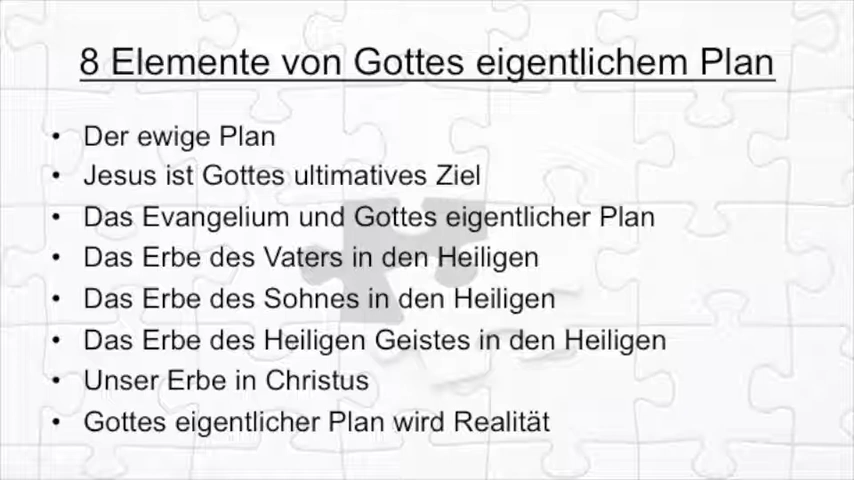 8 Elemente von Gottes eigentlichem Plan
• Der ewige Plan
• Jesus ist Gottes ultimatives Ziel
• Das Evangelium und Gottes eigentlicher Plan
• Das Erbe des Vaters in den Heiligen
• Das Erbe des Sohnes in den Heiligen
• Das Erbe des Heiligen Geistes in den Heiligen
• Unser Erbe in Christus
• Gottes eigentlicher Plan wird Realität